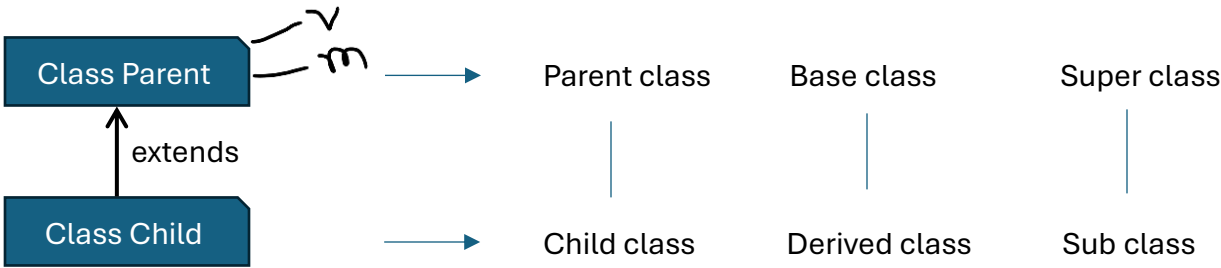 v
Class Parent
m
Parent class Base class Super class
extends
Class Child
Child class Derived class Sub class